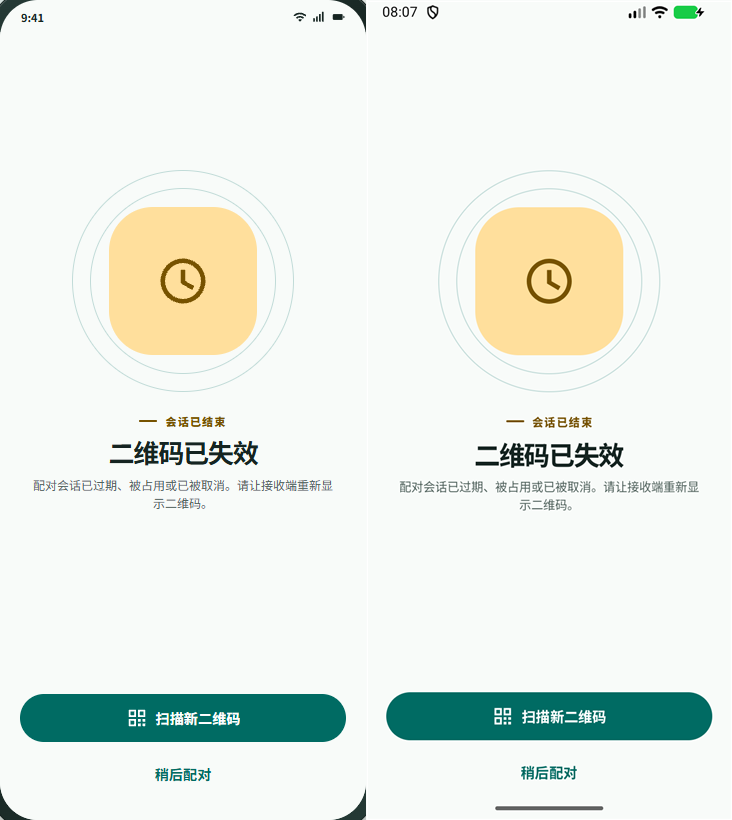 9:41
会话已结束
二维码已失效
配对会话已过期、被占用或已被取消。请让接收端重新显
示二维码。
扫描新二维码
稍后配对
08:07
会话已结束
二维码已失效
配对会话已过期、被占用或已被取消。请让接收端重新显
示二维码。
扫描新二维码
稍后配对